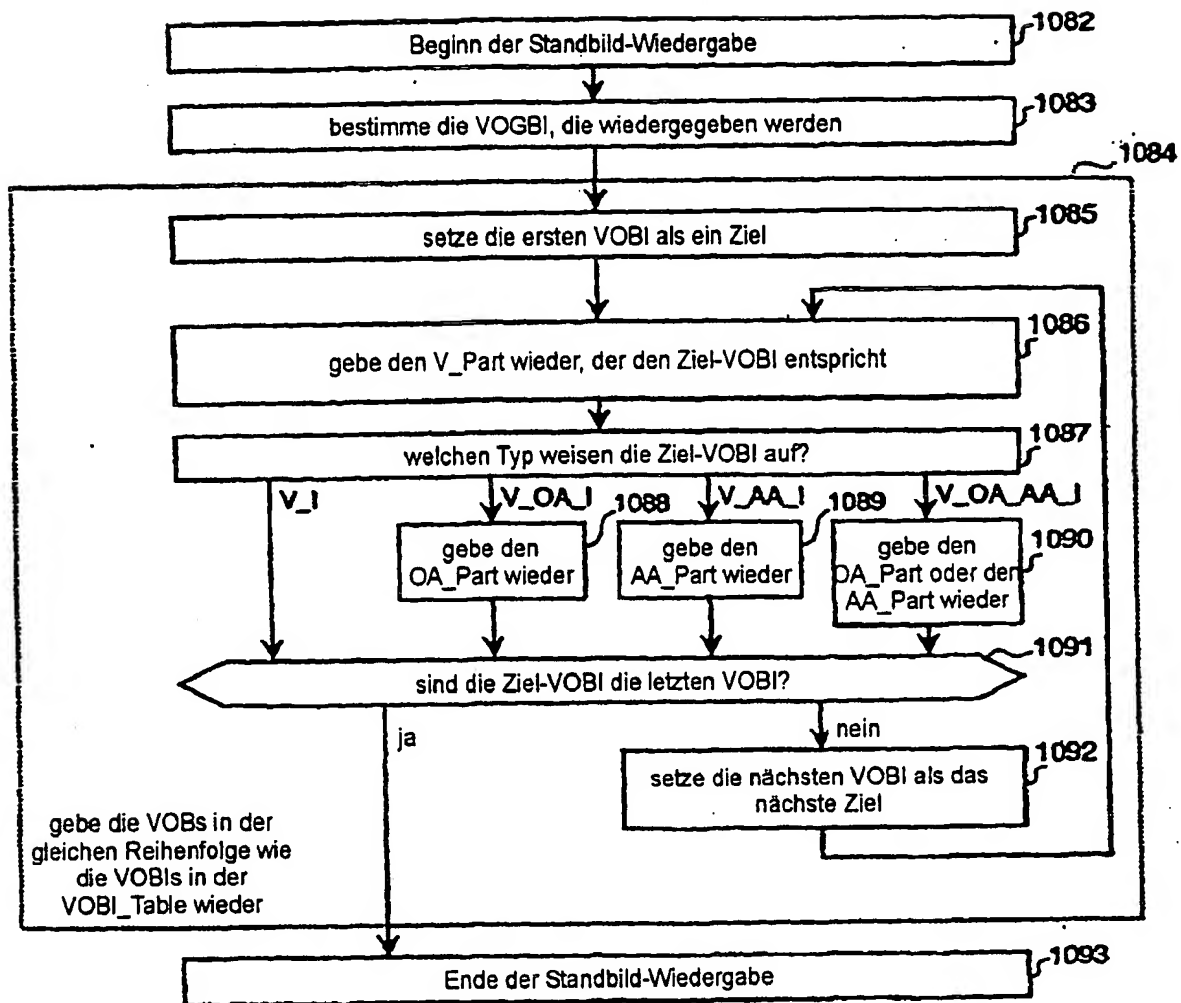 1082
Beginn der Standbild-Wiedergabe
1083
bestimme die VOGBI, die wiedergegeben werden
1084
1085
setze die ersten VOBI als ein Ziel
1086
gebe den V_Part wieder, der den Ziel-VOBI entspricht
1087
welchen Typ weisen die Ziel-VOBI auf?
V_I
V_OA_I
1088
V_AA_I
1089
V_OA_AA_I
1090
gebe den
OA_Part wieder
gebe den
AA_Part wieder
gebe den
OA_Part oder den
AA_Part wieder
1091
sind die Ziel-VOBI die letzten VOBI?
ja
nein
1092
setze die nächsten VOBI als das
nächste Ziel
gebe die VOBs in der
gleichen Reihenfolge wie
die VOBIs in der
VOBI_Table wieder
1093
Ende der Standbild-Wiedergabe